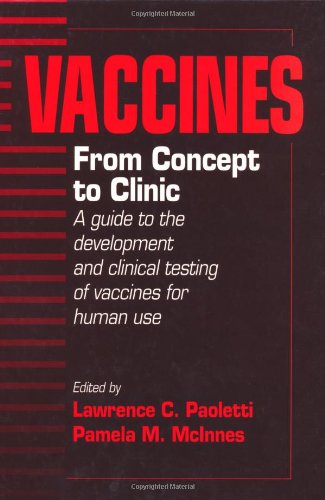 VACCINES
From Concept
to Clinic
A guide to the
development
and clinical testing
of vaccines for
human use
Edited by
Lawrence C. Paoletti
Pamela M. McInnes